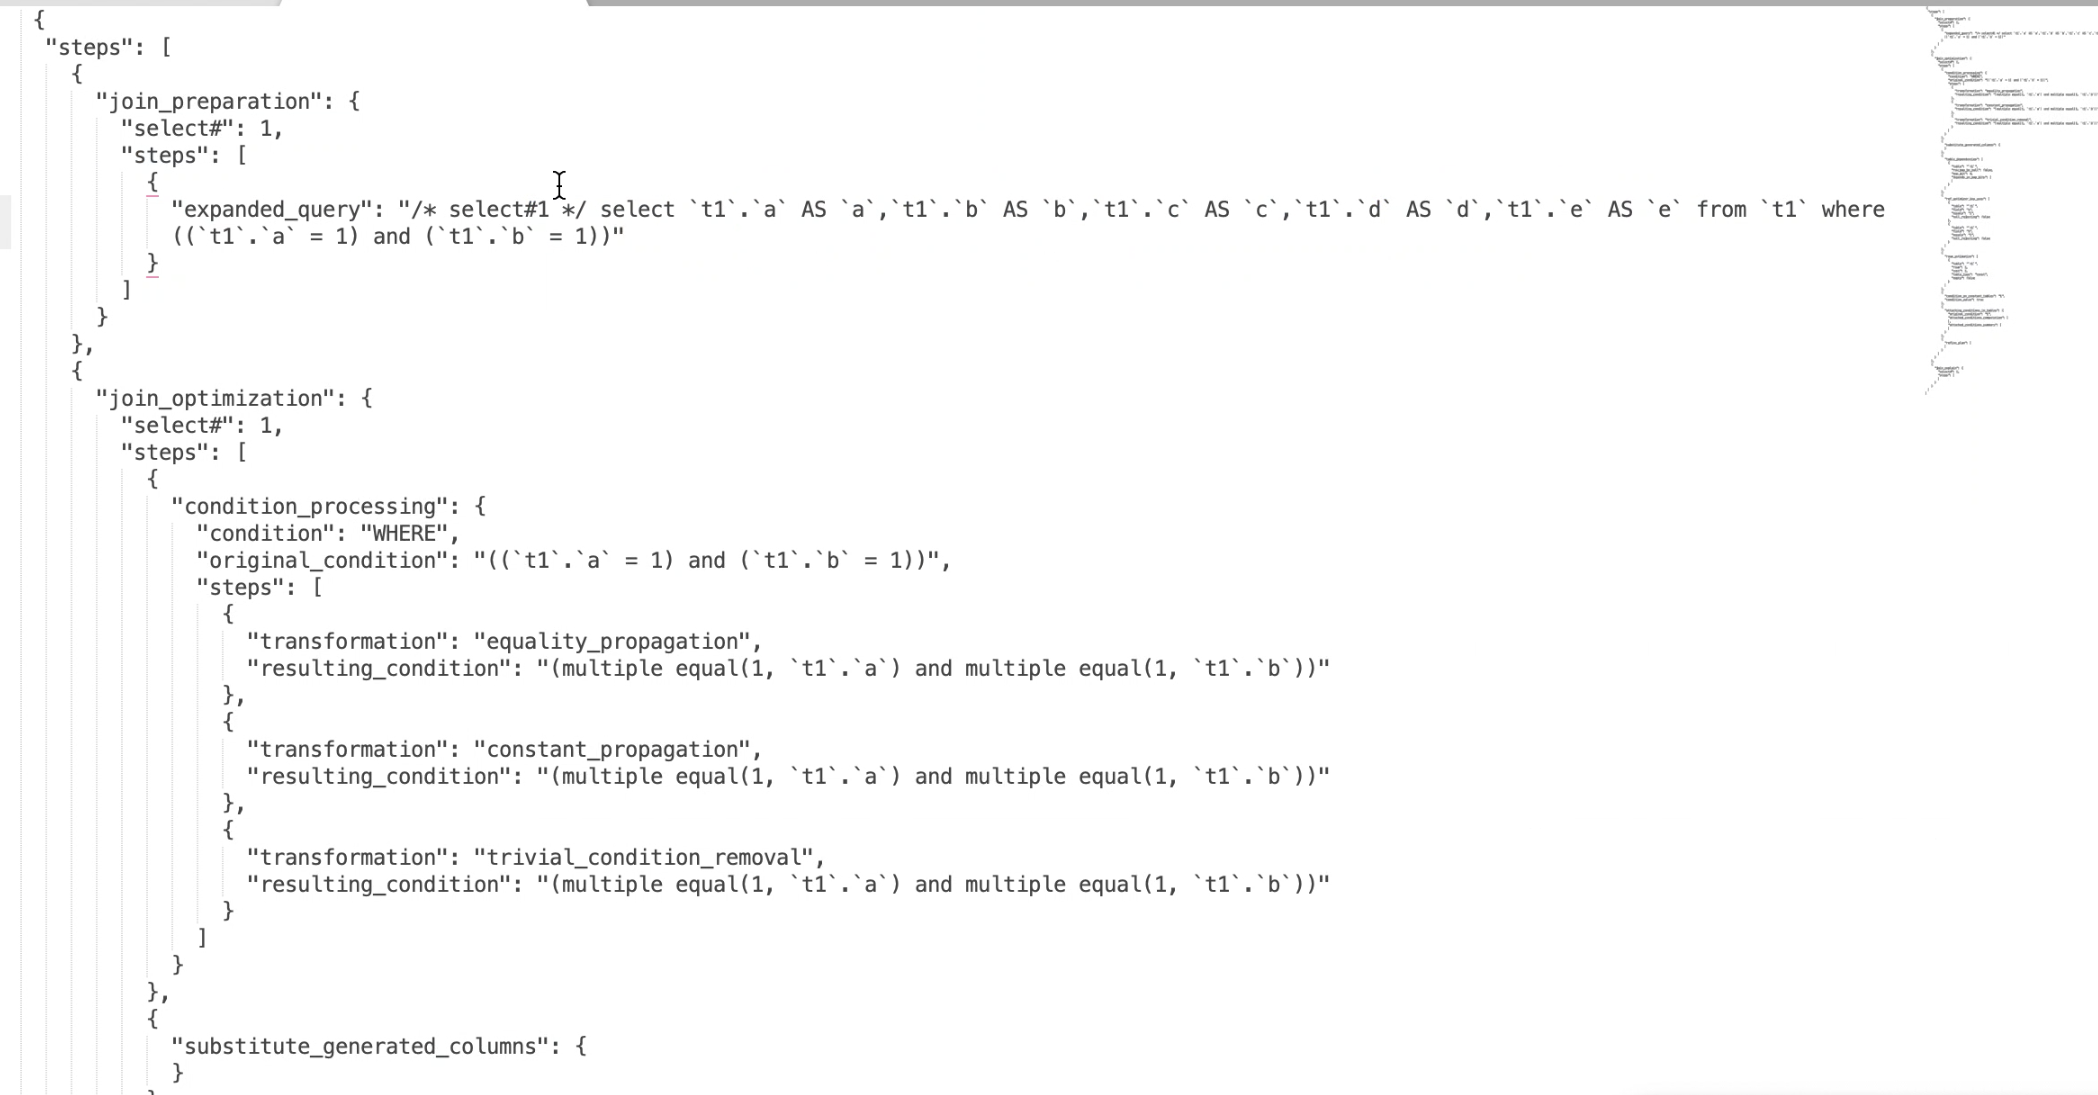 {
"steps": [
{
"join_preparation": {
"select#": 1,
"steps": [
{
"expanded_query": "/* select#1 */ select `t1`.`a` AS `a`,`t1`.`b` AS `b`,`t1`.`c` AS `c`,`t1`.`d` AS `d`,`t1`.`e` AS `e` from `t1` where
((`t1`.`a` = 1) and (`t1`.`b` = 1))"
}
]
}
},
{
"join_optimization": {
"select#": 1,
"steps": [
{
"condition_processing": {
"condition": "WHERE",
"original_condition": "((`t1`.`a` = 1) and (`t1`.`b` = 1))",
"steps": [
{
"transformation": "equality_propagation",
"resulting_condition": "(multiple equal(1, `t1`.`a`) and multiple equal(1, `t1`.`b`))"
},
{
"transformation": "constant_propagation",
"resulting_condition": "(multiple equal(1, `t1`.`a`) and multiple equal(1, `t1`.`b`))"
},
{
"transformation": "trivial_condition_removal",
"resulting_condition": "(multiple equal(1, `t1`.`a`) and multiple equal(1, `t1`.`b`))"
}
]
}
},
{
"substitute_generated_columns": {
}